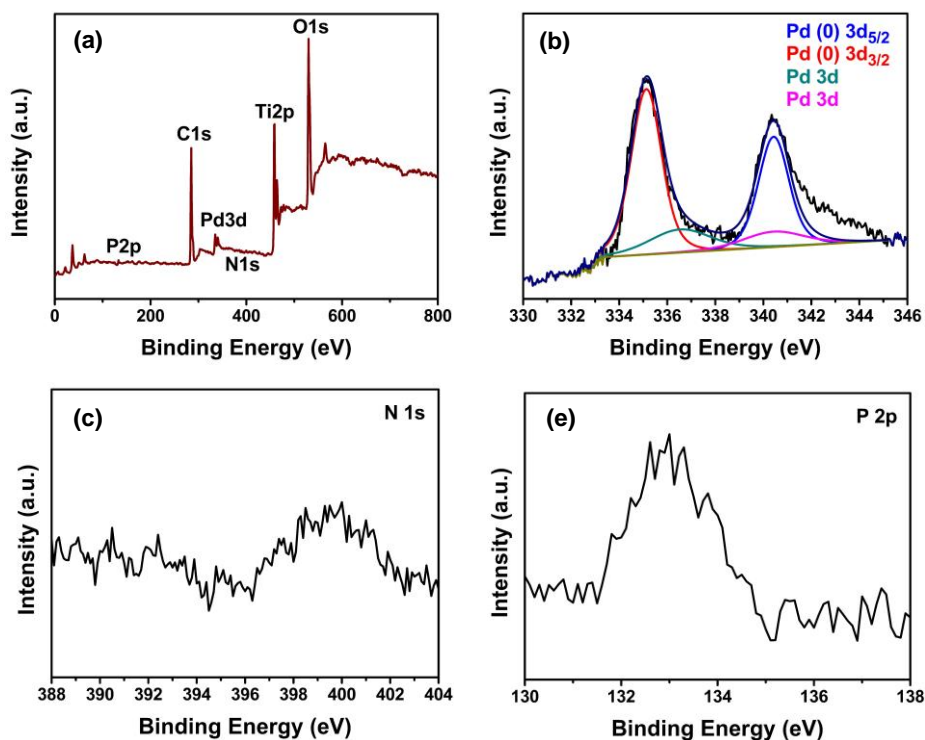 (a)
O1s
Ti2p
C1s
Pd3d
P2p
N1s
Intensity (a.u.)
0 200 400 600 800
Binding Energy (eV)
(b)
Pd (0) 3d5/2
Pd (0) 3d3/2
Pd 3d
Pd 3d
Intensity (a.u.)
330 332 334 336 338 340 342 344 346
Binding Energy (eV)
(c)
N 1s
Intensity (a.u.)
388 390 392 394 396 398 400 402 404
Binding Energy (eV)
(e)
P 2p
Intensity (a.u.)
130 132 134 136 138
Binding Energy (eV)